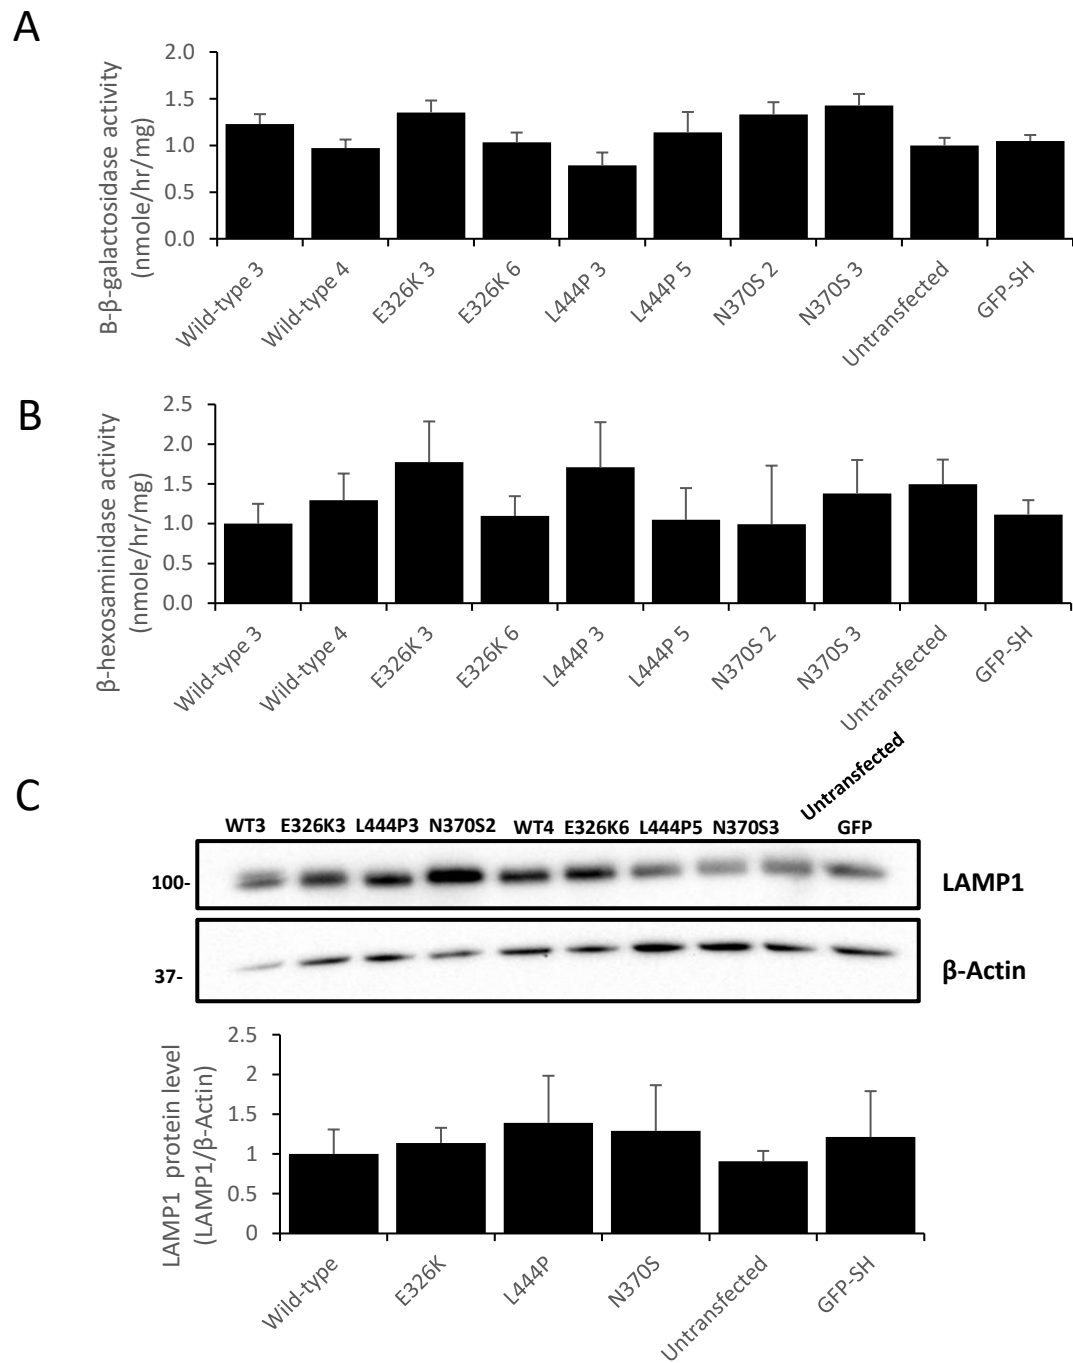 A
B-β-galactosidase activity
(nmole/hr/mg)
2.0
1.5
1.0
0.5
0.0
Wild-type 3
Wild-type 4
E326K 3
E326K 6
L444P 3
L444P 5
N370S 2
N370S 3
Untransfected
GFP-SH
B
β-hexosaminidase activity
(nmole/hr/mg)
2.5
2.0
1.5
1.0
0.5
0.0
Wild-type 3
Wild-type 4
E326K 3
E326K 6
L444P 3
L444P 5
N370S 2
N370S 3
Untransfected
GFP-SH
C
WT3 E326K3 L444P3 N370S2 WT4 E326K6 L444P5 N370S3 Untransfected GFP
100-
LAMP1
37-
β-Actin
LAMP1 protein level
(LAMP1/β-Actin)
2.5
2
1.5
1
0.5
0
Wild-type
E326K
L444P
N370S
Untransfected
GFP-SH